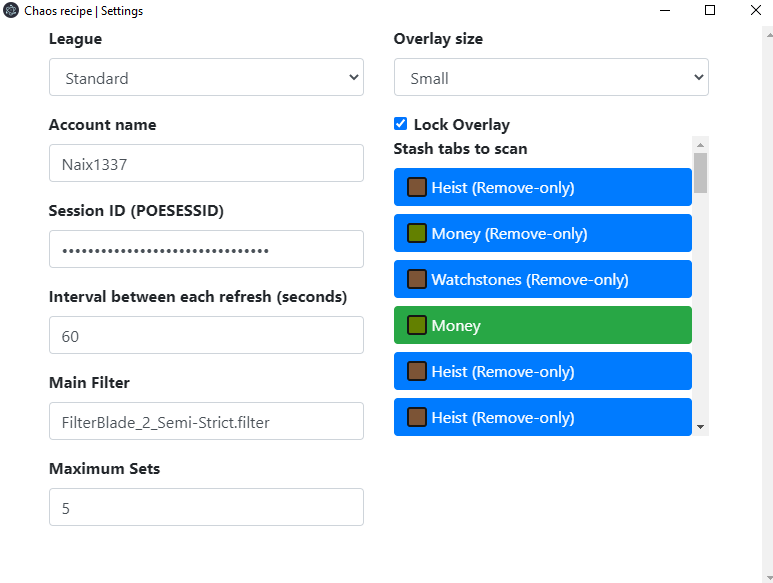 Chaos recipe | Settings
League
Standard
Account name
Naix1337
Session ID (POESESSID)
••••••••••••••••••••••••••••••••
Interval between each refresh (seconds)
60
Main Filter
FilterBlade_2_Semi-Strict.filter
Maximum Sets
5
Overlay size
Small
Lock Overlay
Stash tabs to scan
Heist (Remove-only)
Money (Remove-only)
Watchstones (Remove-only)
Money
Heist (Remove-only)
Heist (Remove-only)